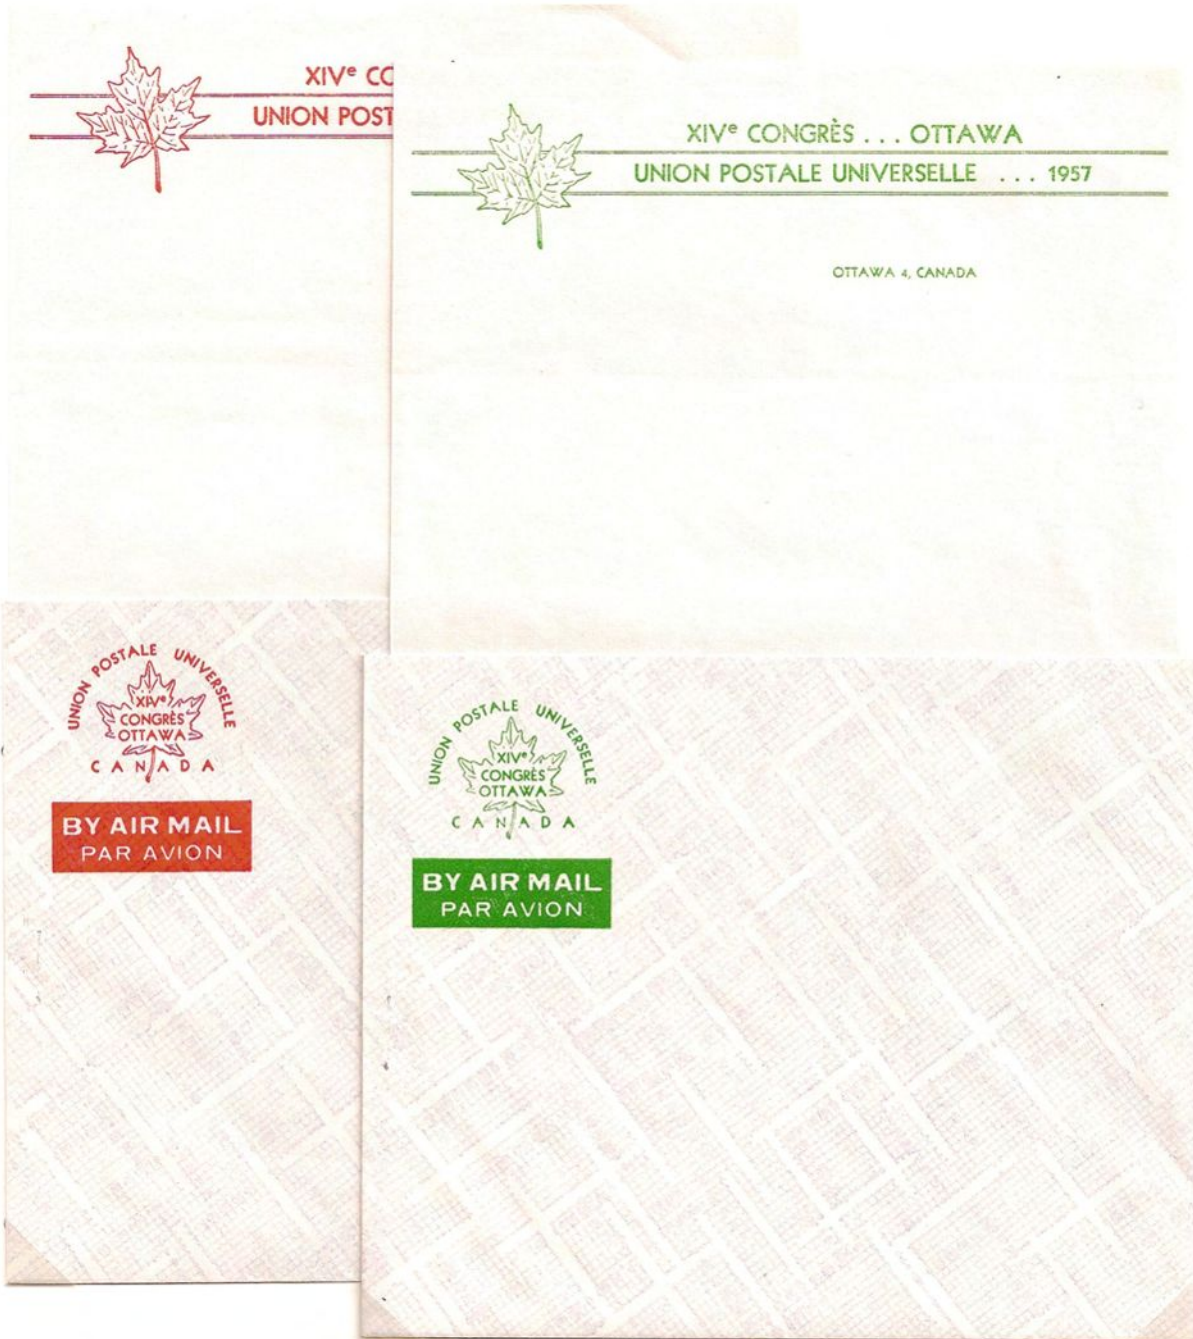 XIVe CO
UNION POST
XIVe CONGRÈS . . . OTTAWA
UNION POSTALE UNIVERSELLE . . . 1957
OTTAWA 4, CANADA
UNION POSTALE UNIVERSELLE
XIVe
CONGRÈS
OTTAWA
CANADA
BY AIR MAIL
PAR AVION
UNION POSTALE UNIVERSELLE
XIVe
CONGRÈS
OTTAWA
CANADA
BY AIR MAIL
PAR AVION